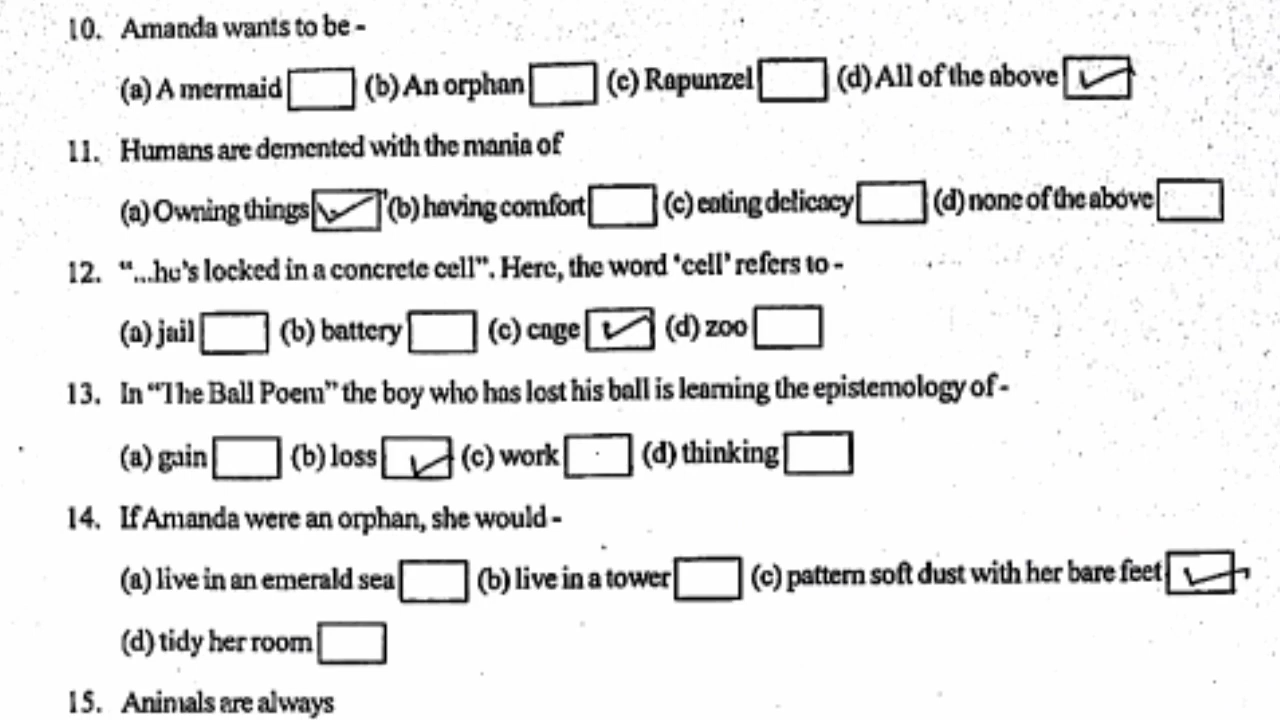 10. Amanda wants to be -
(a) A mermaid (b) An orphan (c) Rapunzel (d) All of the above
11. Humans are demented with the mania of
(a) Owning things (b) having comfort (c) eating delicacy (d) none of the above
12. "...he's locked in a concrete cell". Here, the word 'cell' refers to -
(a) jail (b) battery (c) cage (d) zoo
13. In "The Ball Poem" the boy who has lost his ball is learning the epistemology of -
(a) gain (b) loss (c) work (d) thinking
14. If Amanda were an orphan, she would -
(a) live in an emerald sea (b) live in a tower (c) pattern soft dust with her bare feet
(d) tidy her room
15. Animals are always